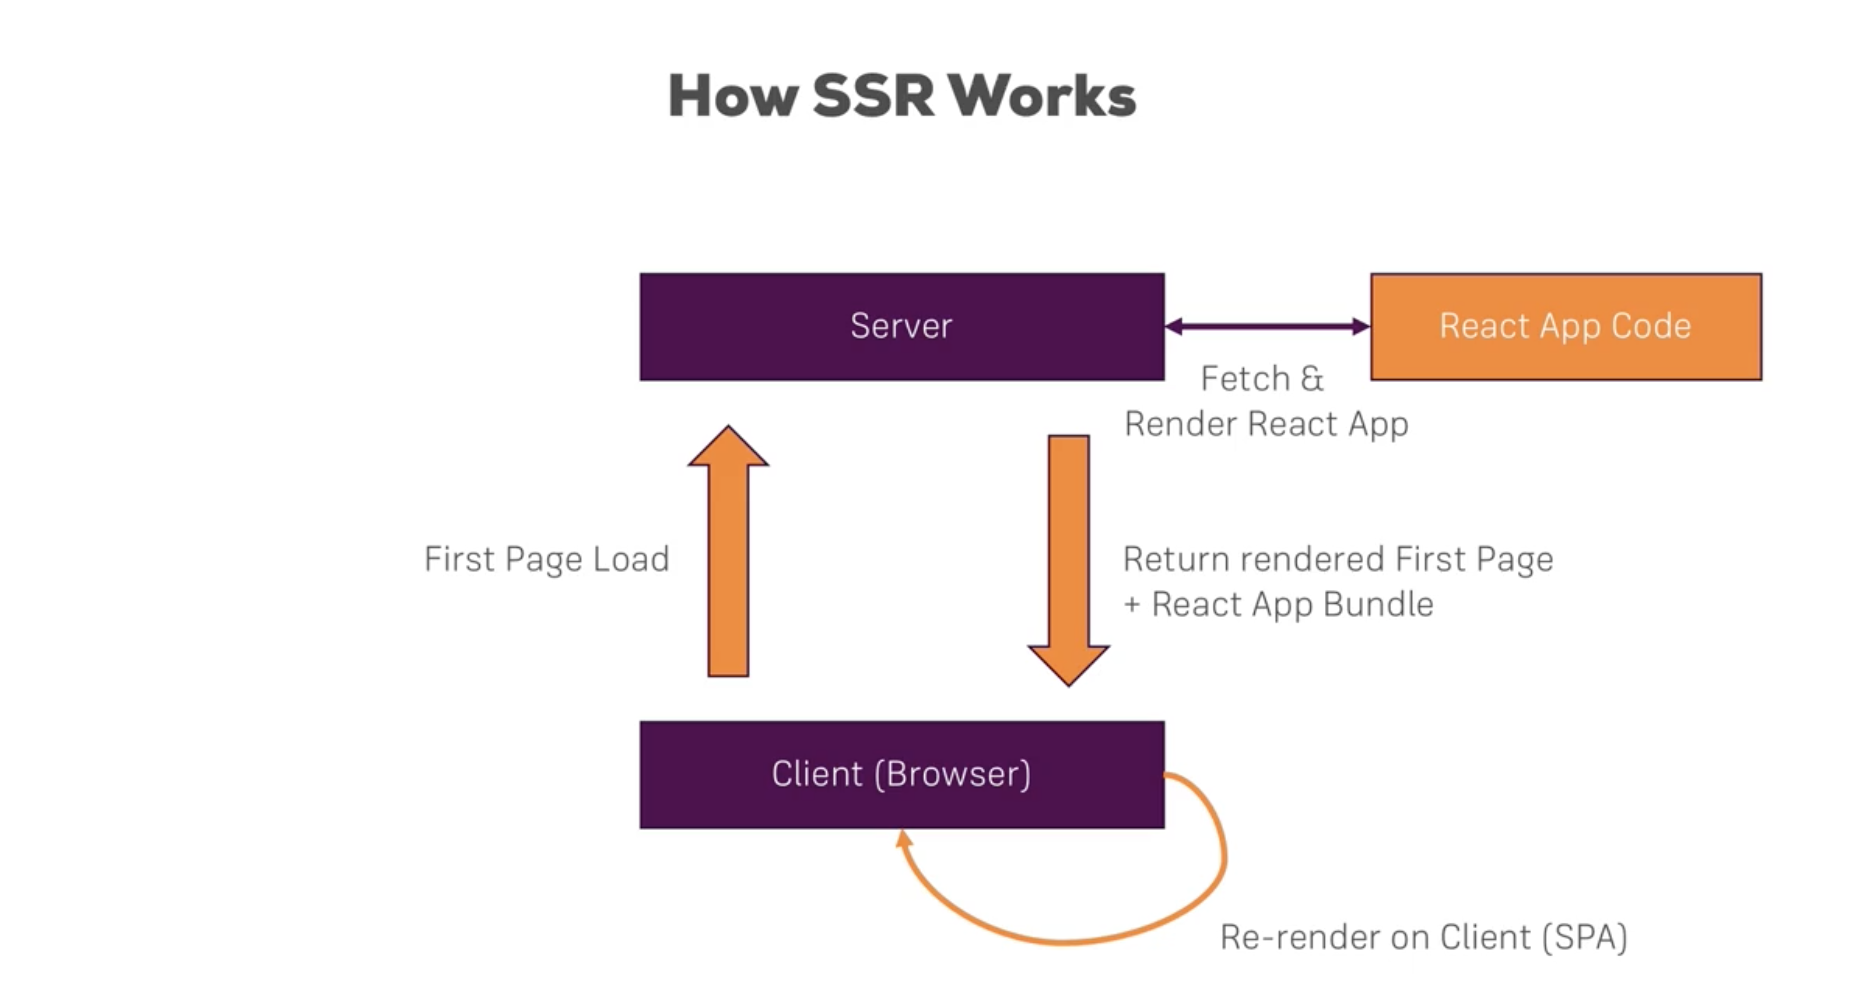 How SSR Works
Server
React App Code
Fetch &
Render React App
First Page Load
Return rendered First Page
+ React App Bundle
Client (Browser)
Re-render on Client (SPA)